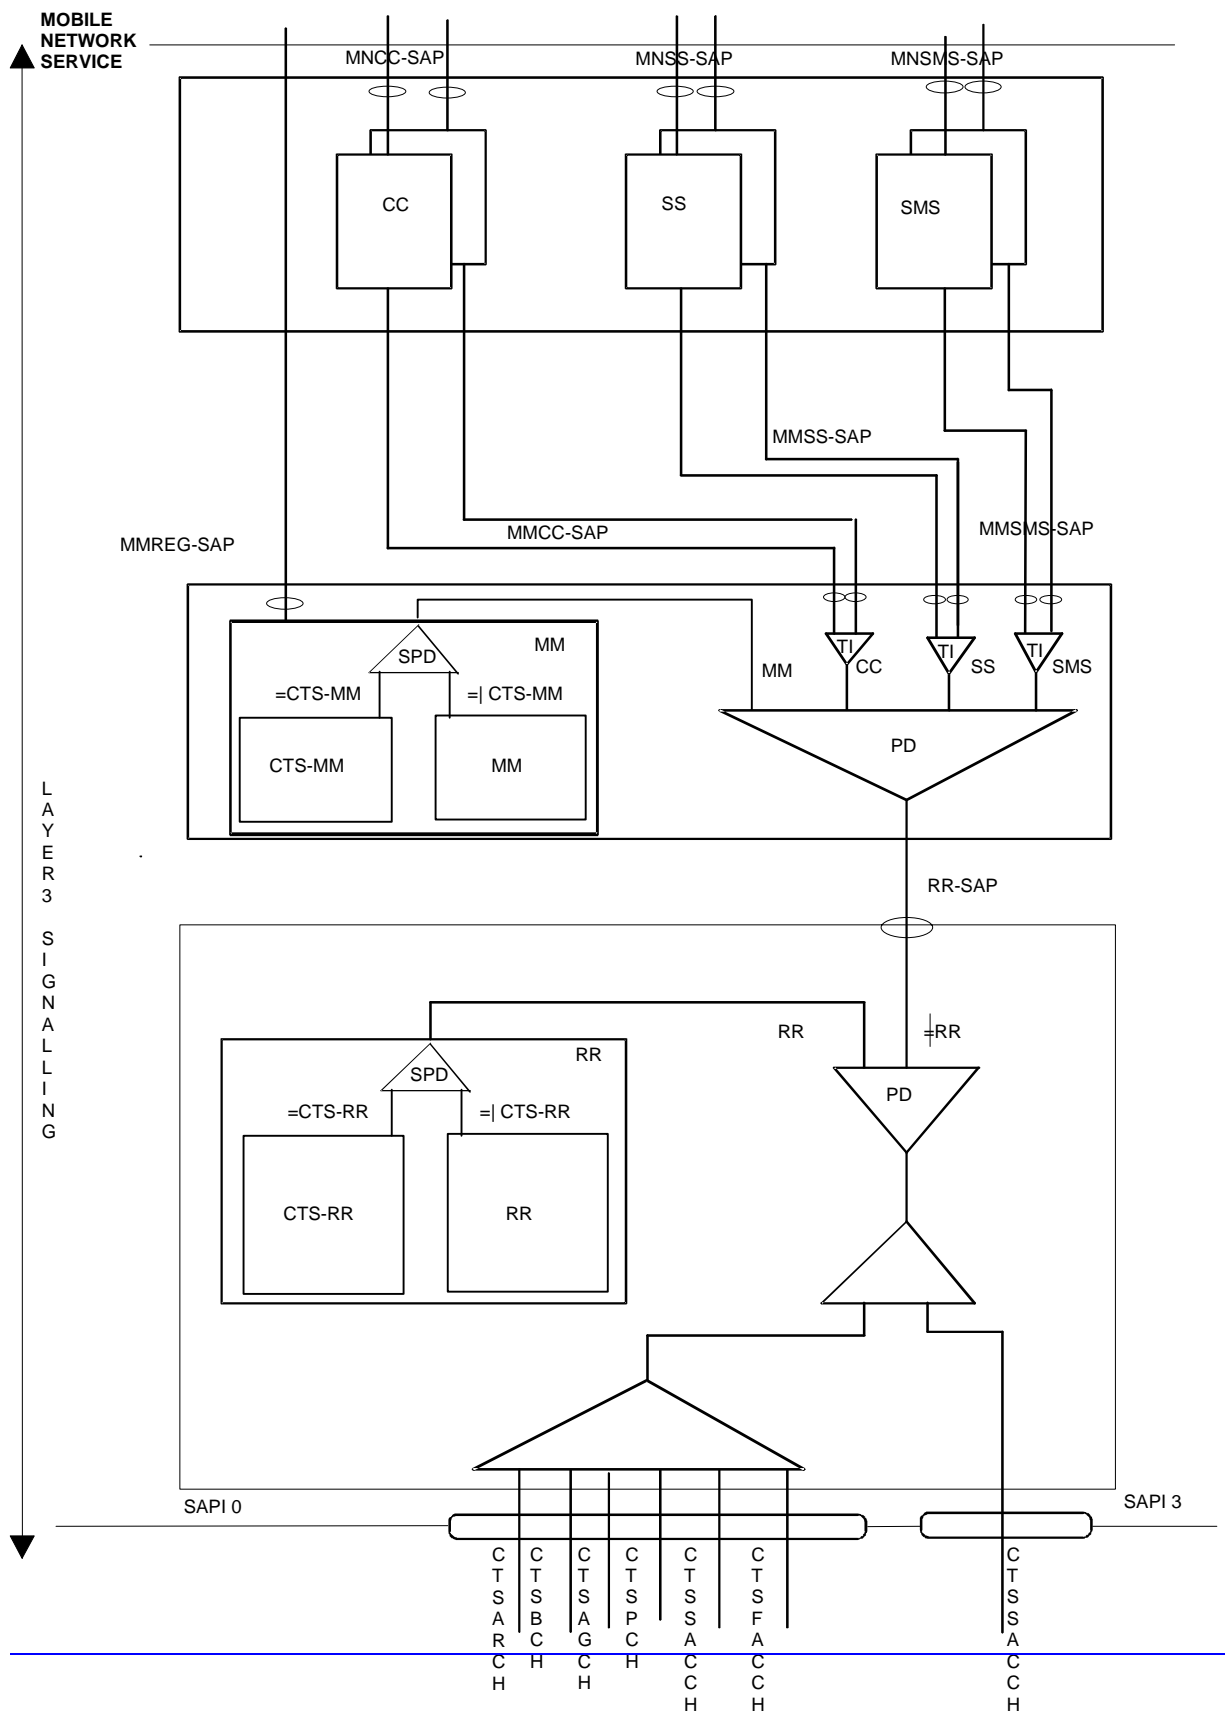 MOBILE
NETWORK
SERVICE
MNCC-SAP
MNSS-SAP
MNSMS-SAP
CC
SS
SMS
MMSS-SAP
MMCC-SAP
MMSMS-SAP
MMREG-SAP
SPD
MM
=CTS-MM
=| CTS-MM
CTS-MM
MM
MM
TI
CC
TI
SS
TI
SMS
PD
LAYER3 SIGNALLING
RR-SAP
RR
=RR
SPD
RR
=CTS-RR
=| CTS-RR
CTS-RR
RR
PD
SAPI 0
SAPI 3
CTSARCH
CTSBCH
CTSAGCH
CTSPCH
CTSSACCH
CTSFACCH
CTSSACCH